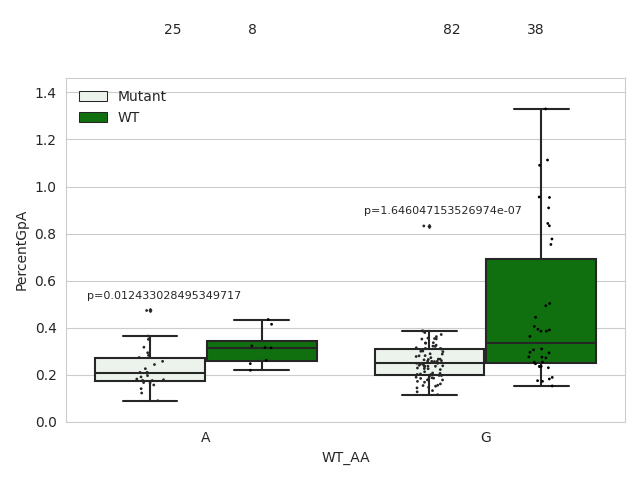 25 8 82 38
1.4
Mutant
WT
1.2
1.0
p=1.646047153526974e-07
0.8
PercentGpA
0.6
p=0.012433028495349717
0.4
0.2
0.0
A G
WT_AA